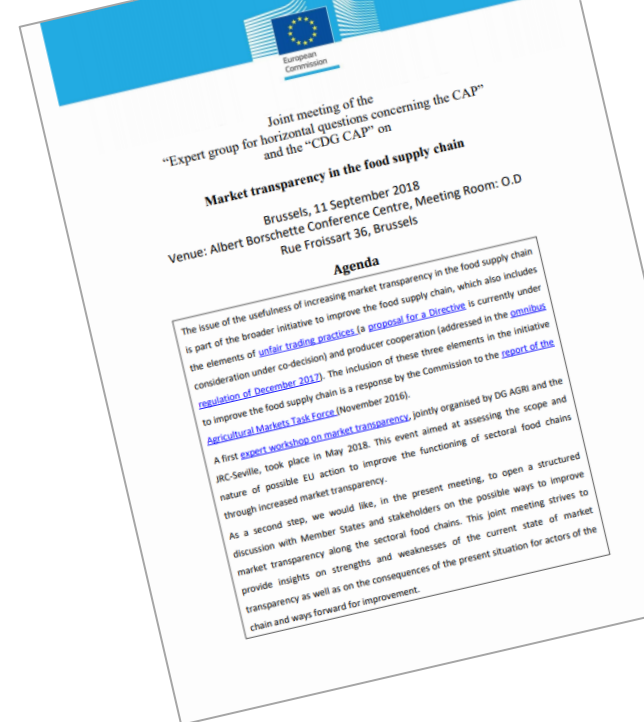 European
Commission
Joint meeting of the
“Expert group for horizontal questions concerning the CAP”
and the “CDG CAP” on
Market transparency in the food supply chain
Brussels, 11 September 2018
Venue: Albert Borschette Conference Centre, Meeting Room: O.D
Rue Froissart 36, Brussels
Agenda
The issue of the usefulness of increasing market transparency in the food supply chain
is part of the broader initiative to improve the food supply chain, which also includes
the elements of unfair trading practices (a proposal for a Directive is currently under
consideration under co-decision) and producer cooperation (addressed in the omnibus
regulation of December 2017). The inclusion of these three elements in the initiative
to improve the food supply chain is a response by the Commission to the report of the
Agricultural Markets Task Force (November 2016).
A first expert workshop on market transparency, jointly organised by DG AGRI and the
JRC-Seville, took place in May 2018. This event aimed at assessing the scope and
nature of possible EU action to improve the functioning of sectoral food chains
through increased market transparency.
As a second step, we would like, in the present meeting, to open a structured
discussion with Member States and stakeholders on the possible ways to improve
market transparency along the sectoral food chains. This joint meeting strives to
provide insights on strengths and weaknesses of the current state of market
transparency as well as on the consequences of the present situation for actors of the
chain and ways forward for improvement.